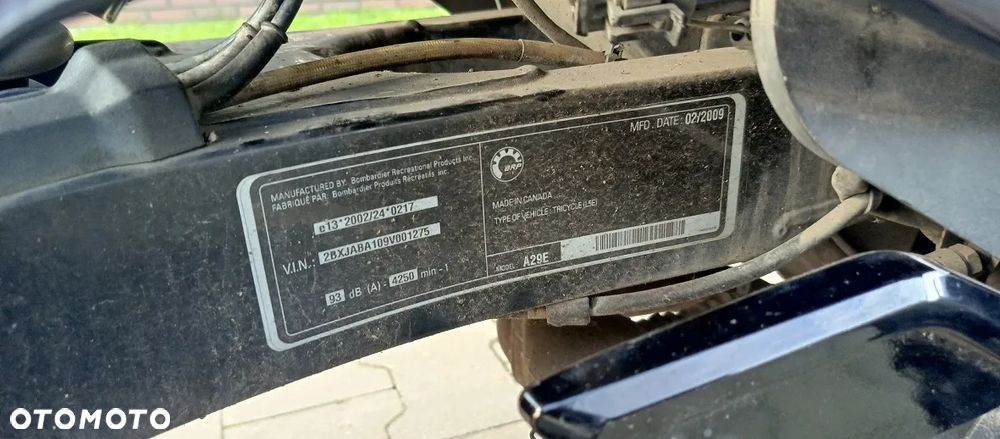 MANUFACTURED BY: Bombardier Recreational Products Inc.
FABRIQUÉ PAR: Bombardier Produits Récréatifs inc.
e13*2002/24*0217
V.I.N.: 2BXJABA109V001275
93 dB (A) - 4250 min - 1
MFD. DATE: 02/2009
BRP
MADE IN CANADA
TYPE OF VEHICLE: TRICYCLE (L5E)
MODEL: A29E
OTOMOTO